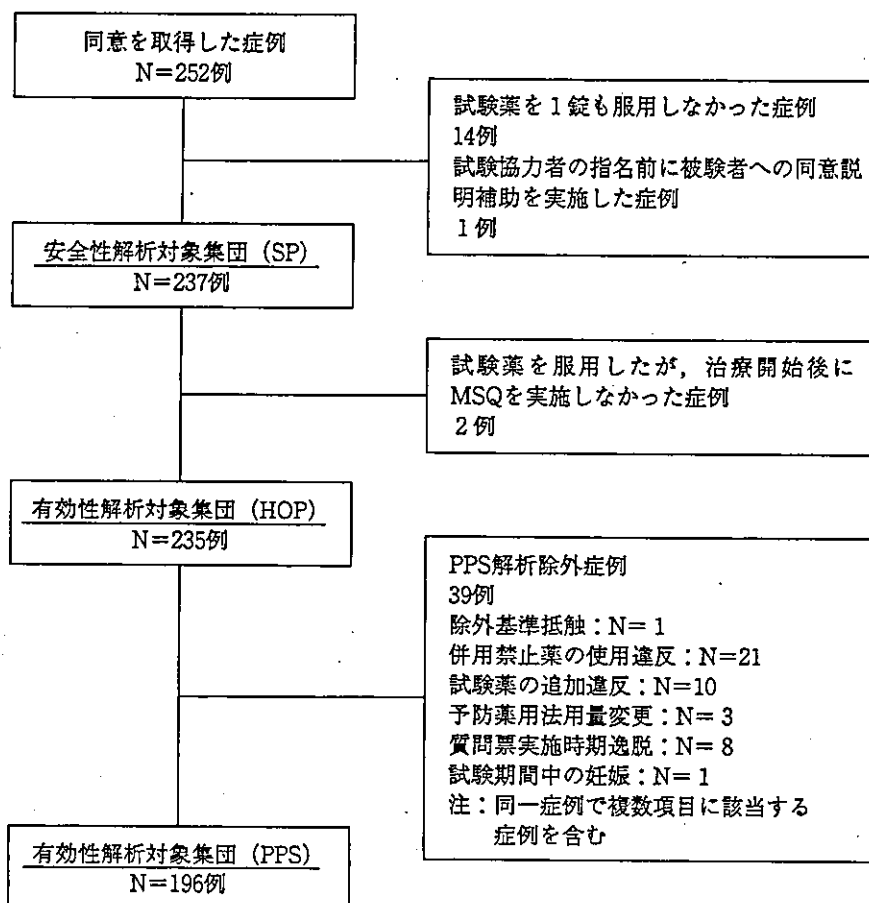 同意を取得した症例
N=252例
試験薬を1錠も服用しなかった症例
14例
試験協力者の指名前に被験者への同意説
明補助を実施した症例
1例
安全性解析対象集団(SP)
N=237例
試験薬を服用したが,治療開始後に
MSQを実施しなかった症例
2例
有効性解析対象集団(HOP)
N=235例
PPS解析除外症例
39例
除外基準抵触:N=1
併用禁止薬の使用違反:N=21
試験薬の追加違反:N=10
予防薬用法用量変更:N=3
質問票実施時期逸脱:N=8
試験期間中の妊娠:N=1
注:同一症例で複数項目に該当する
症例を含む
有効性解析対象集団(PPS)
N=196例